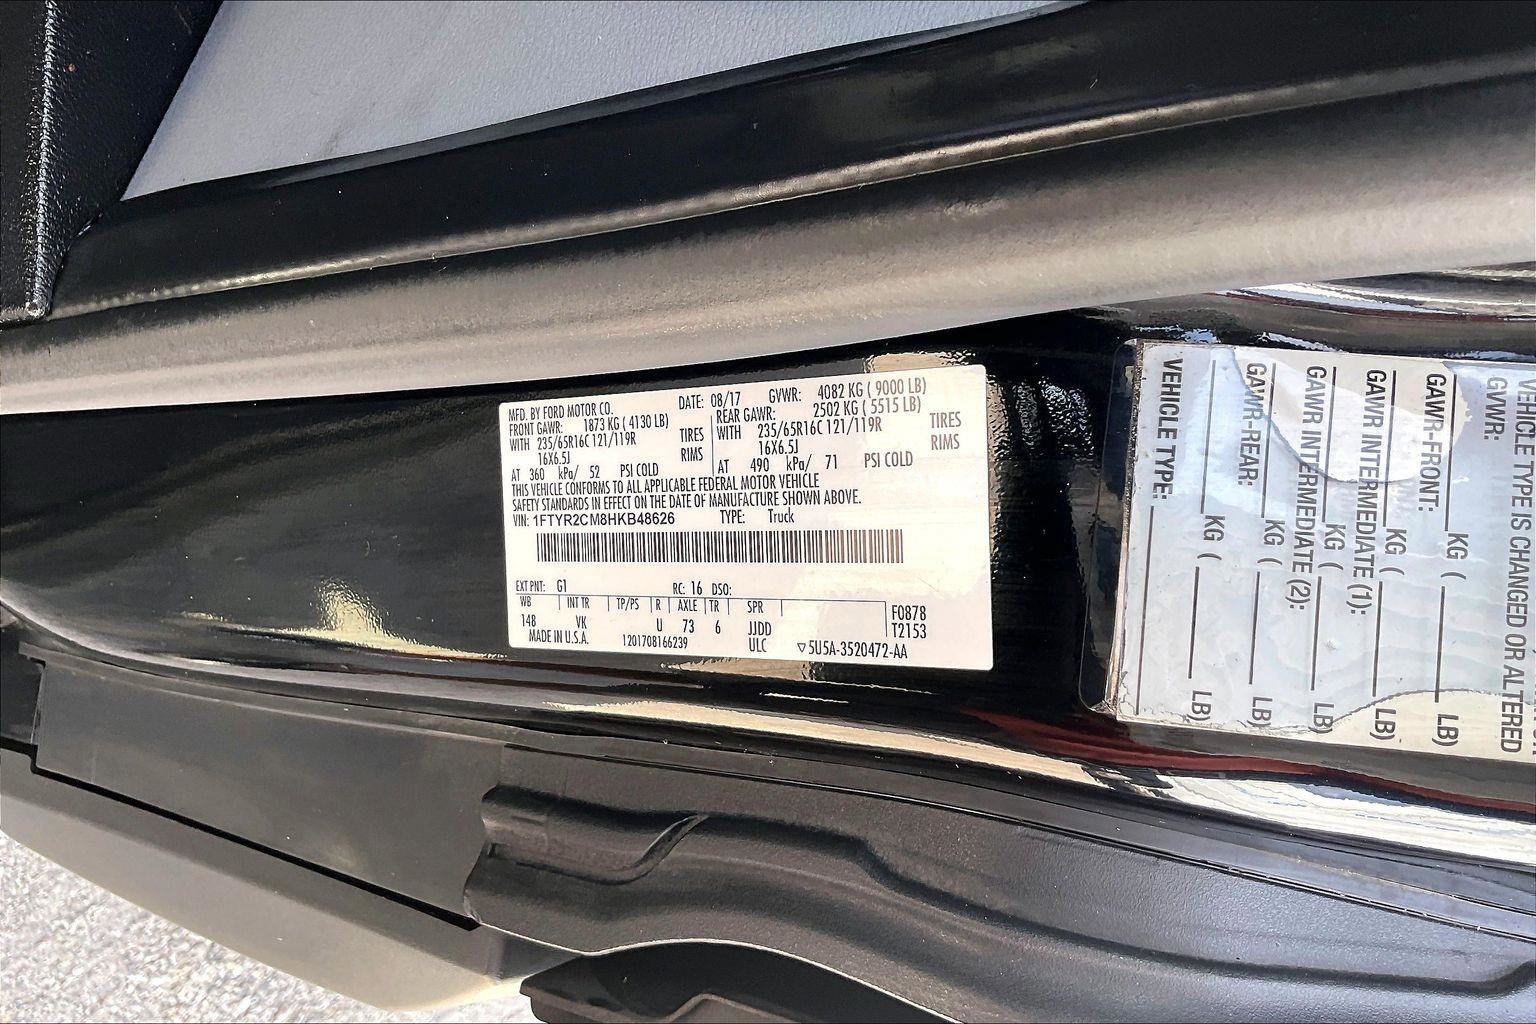 MFD. BY FORD MOTOR CO. DATE: 08/17 GVWR: 4082 KG ( 9000 LB)
FRONT GAWR: 1873 KG ( 4130 LB) REAR GAWR: 2502 KG ( 5515 LB)
WITH 235/65R16C 121/119R TIRES WITH 235/65R16C 121/119R TIRES
16X6.5J RIMS 16X6.5J RIMS
AT 360 kPa/ 52 PSI COLD AT 490 kPa/ 71 PSI COLD
THIS VEHICLE CONFORMS TO ALL APPLICABLE FEDERAL MOTOR VEHICLE
SAFETY STANDARDS IN EFFECT ON THE DATE OF MANUFACTURE SHOWN ABOVE.
VIN: 1FTYR2CM8HKB48626 TYPE: Truck
EXT PNT: G1 RC: 16 DSO:
WB INT TR TP/PS R AXLE TR SPR F0878
148 VK U 73 6 JJDD T2153
MADE IN U.S.A. 1201708166239 ULC ▽5U5A-3520472-AA
VEHICLE TYPE IS CHANGED OR ALTERED
GVWR:
GAWR-FRONT: KG ( LB)
GAWR INTERMEDIATE (1): KG ( LB)
GAWR INTERMEDIATE (2): KG ( LB)
GAWR-REAR: KG ( LB)
VEHICLE TYPE: KG ( LB)